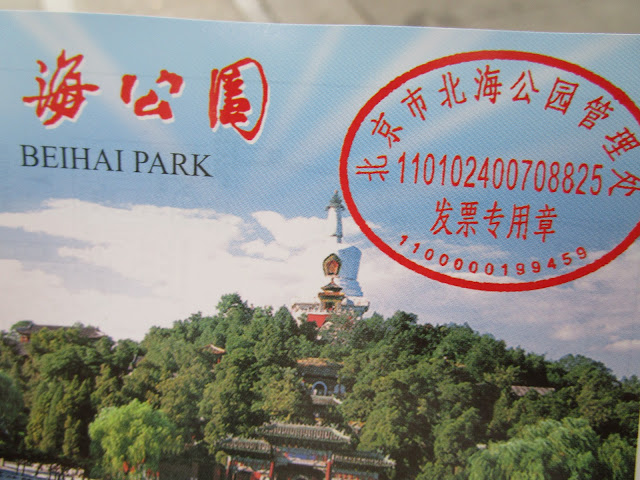 海公園
BEIHAI PARK
北京市北海公园管理处
110102400708825
发票专用章
1100000199459